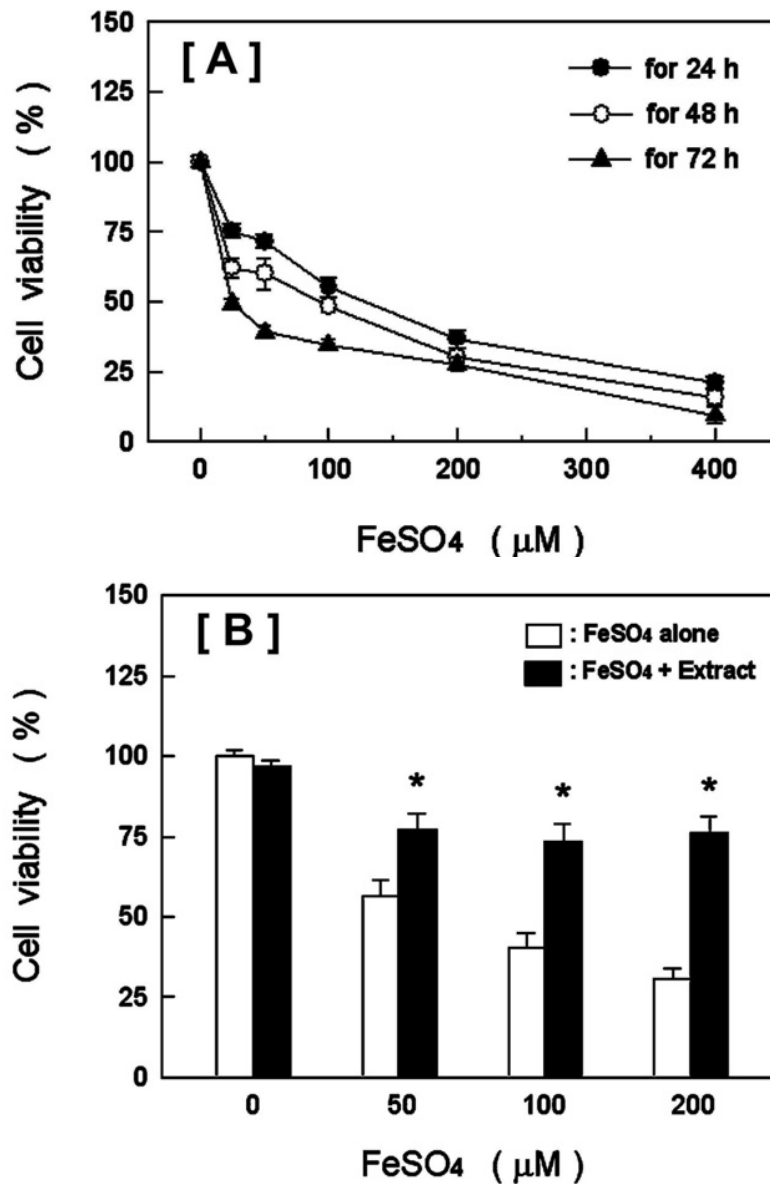 [ A ]
for 24 h
for 48 h
for 72 h
Cell viability ( % )
150
125
100
75
50
25
0
0 100 200 300 400
FeSO4 ( μM )
[ B ]
: FeSO4 alone
: FeSO4 + Extract
Cell viability ( % )
150
125
100
75
50
25
0
* * *
0 50 100 200
FeSO4 ( μM )